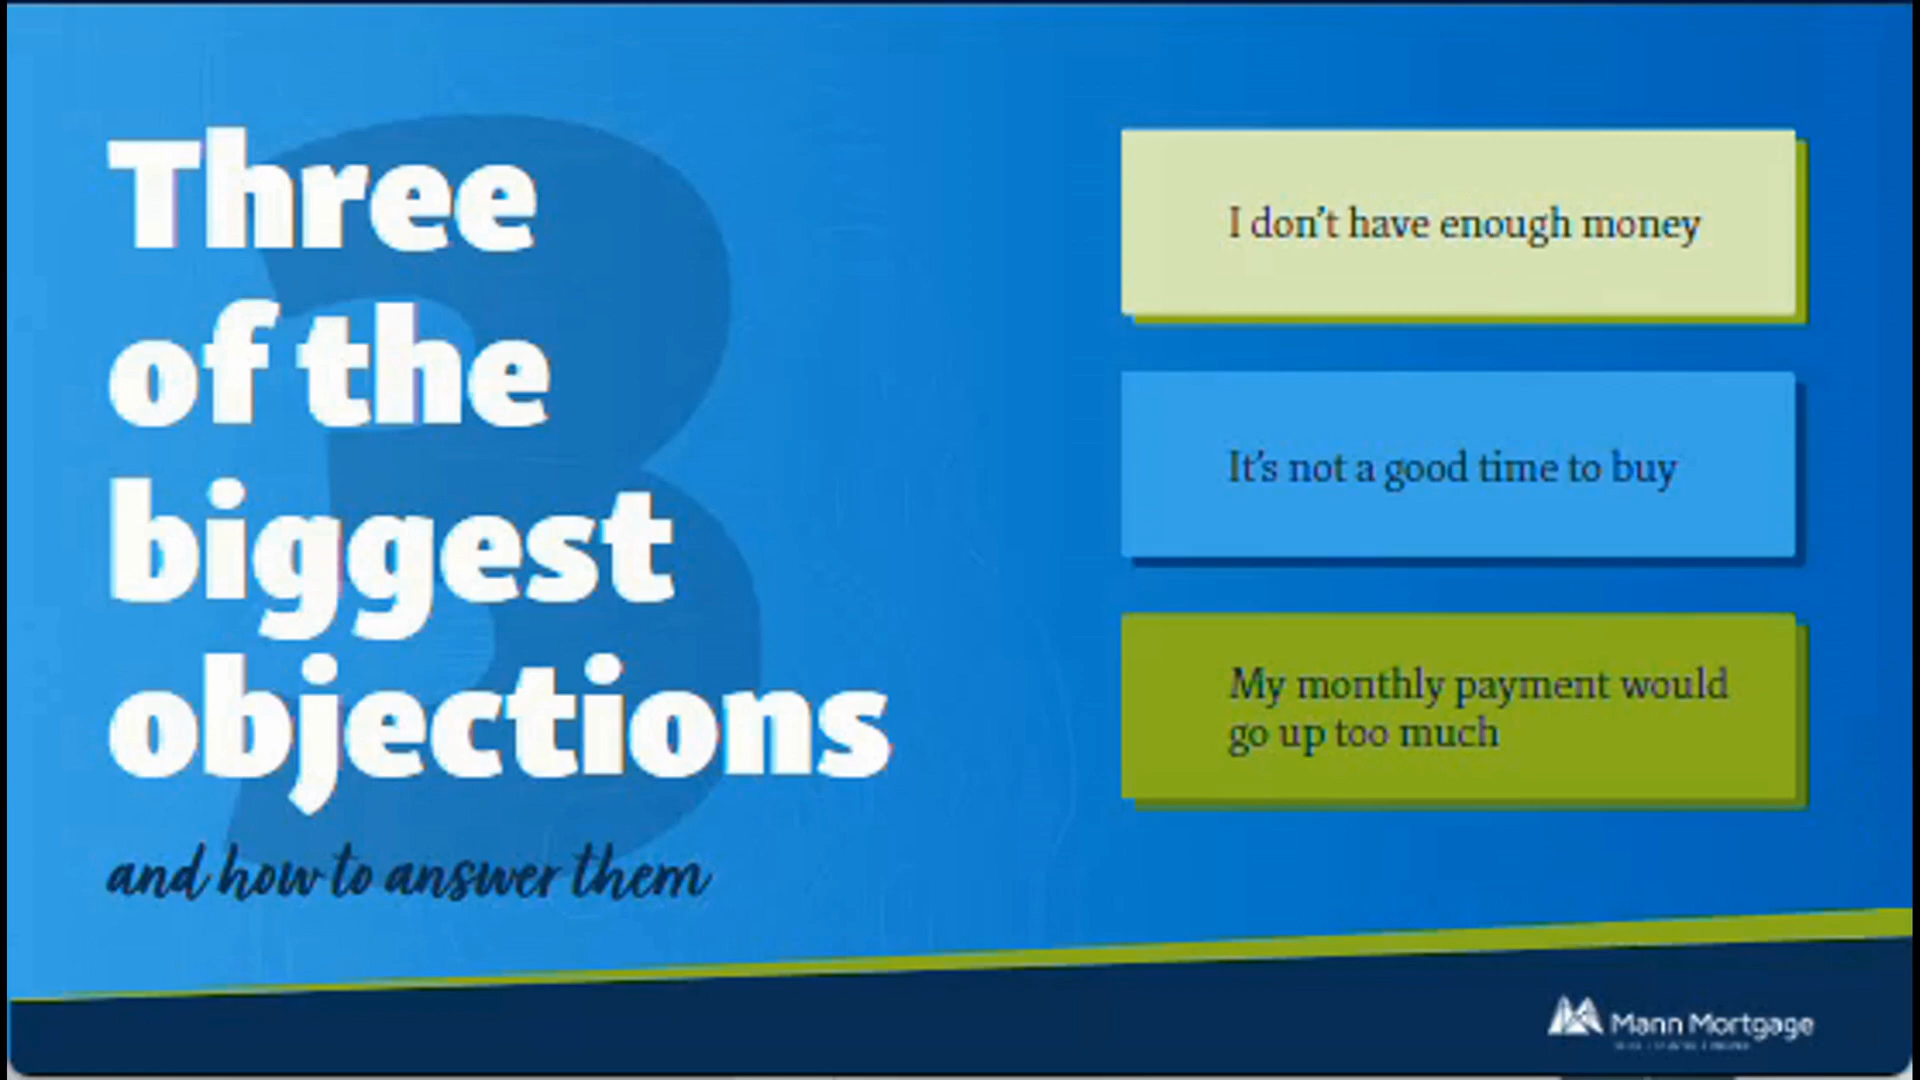 Three
of the
biggest
objections
and how to answer them
I don't have enough money
It's not a good time to buy
My monthly payment would
go up too much
Mann Mortgage